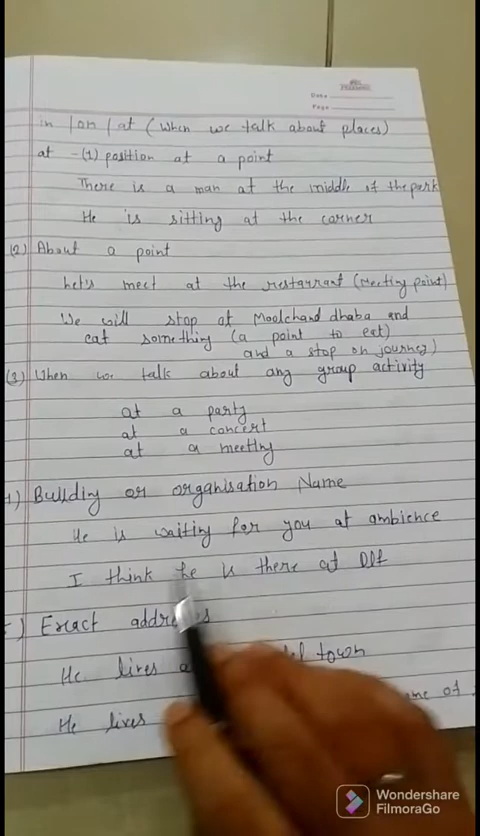 Date
Page
in / on / at (When we talk about places)
at - (1) position at a point
There is a man at the middle of the park
He is sitting at the corner
(2) About a point
Let's meet at the restaurant (Meeting point)
We will stop at Moolchand dhaba and
eat something (a point to eat)
and a stop on journey)
(3) When we talk about any group activity
at a party
at a concert
at a meeting
) Building or organisation Name
He is waiting for you at ambience
I think he is there at Dlf
) Exact address
He lives a town
He lives of
Wondershare
FilmoraGo